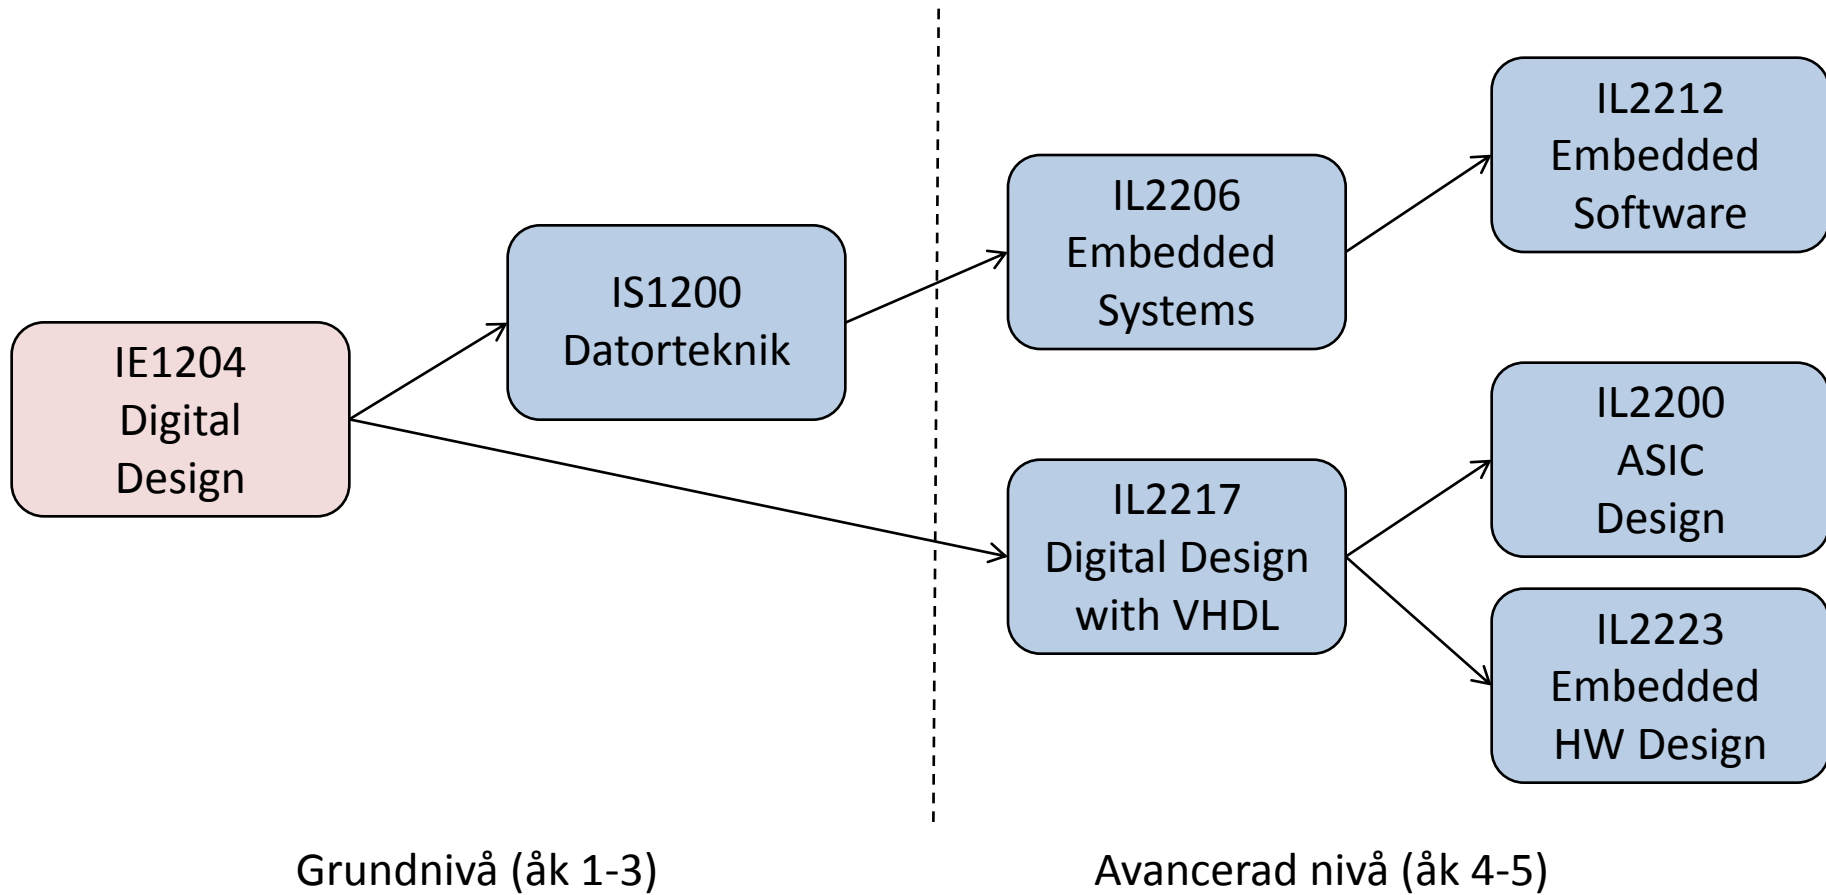 IE1204
Digital
Design
IS1200
Datorteknik
IL2206
Embedded
Systems
IL2212
Embedded
Software
IL2217
Digital Design
with VHDL
IL2200
ASIC
Design
IL2223
Embedded
HW Design
Grundnivå (åk 1-3)
Avancerad nivå (åk 4-5)